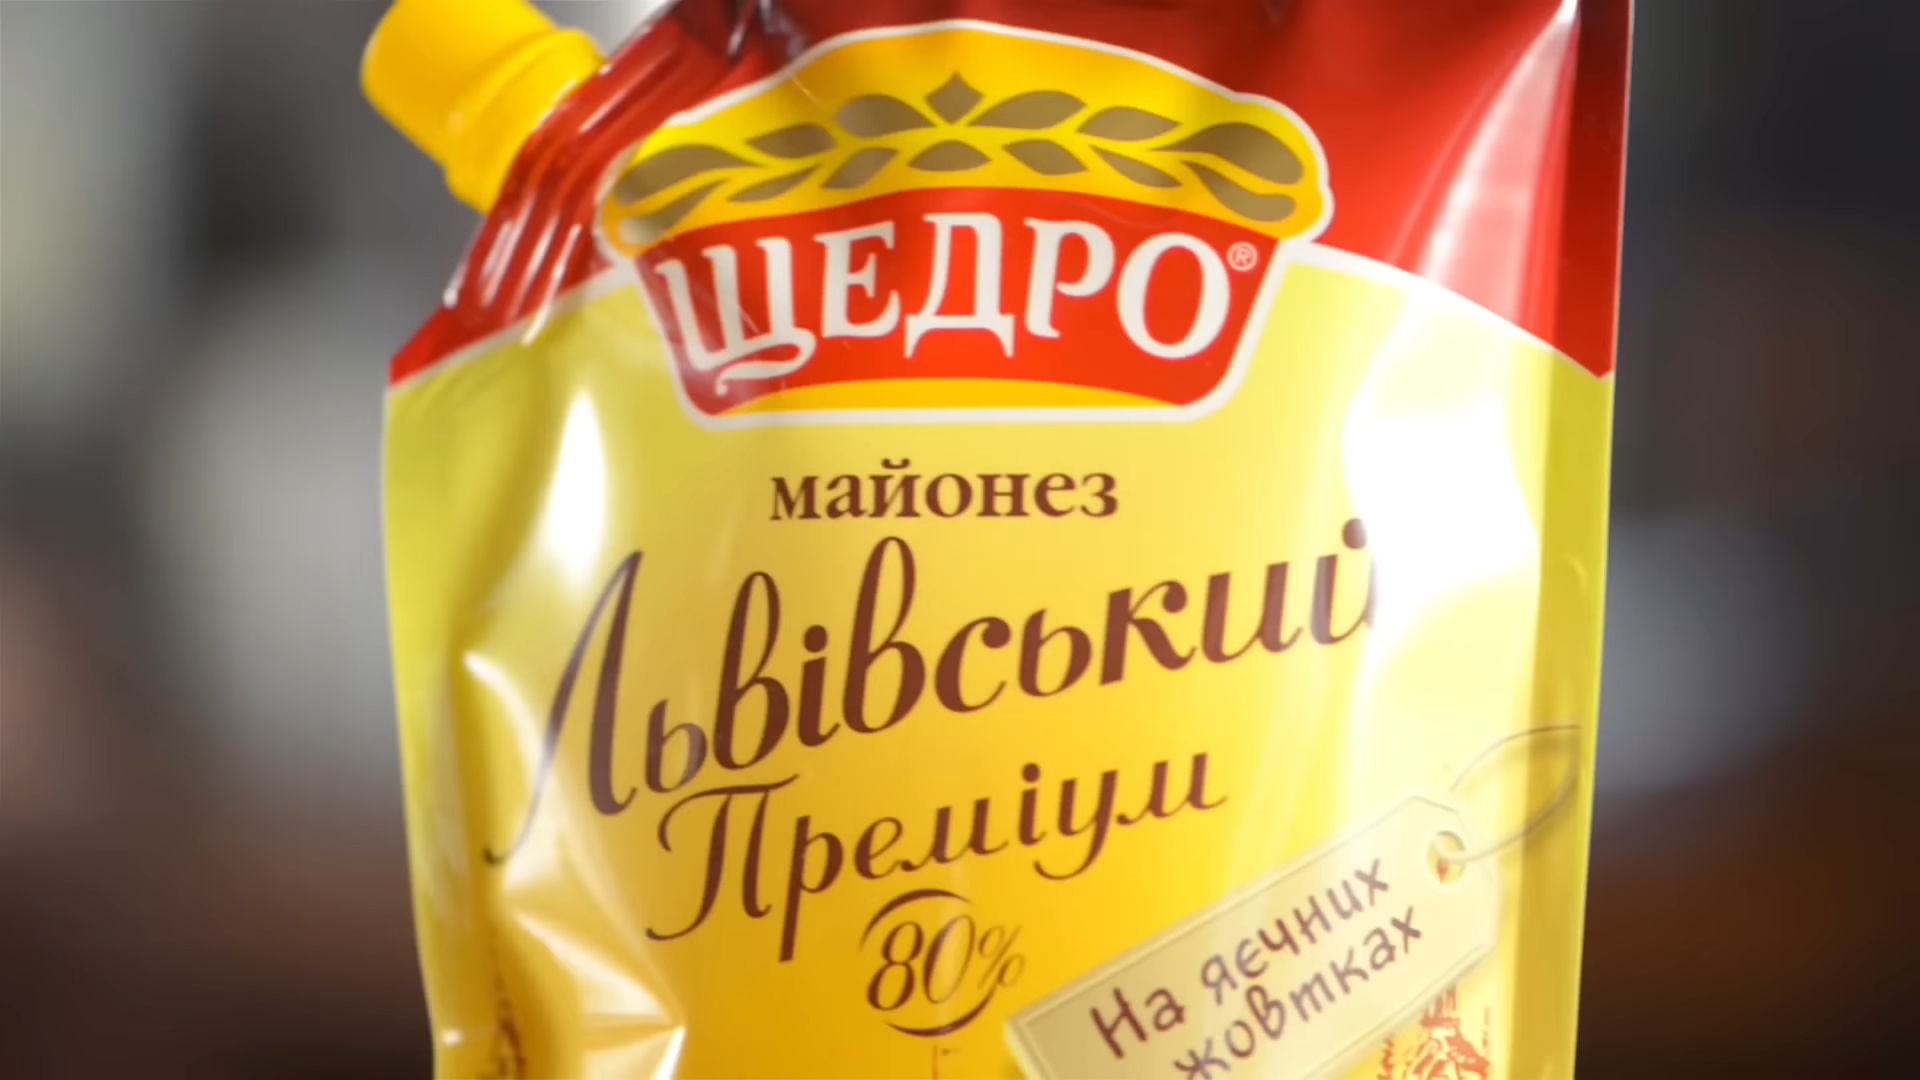 ЩЕДРО®
майонез
Львівський
Преміум
80%
На яєчних
жовтках